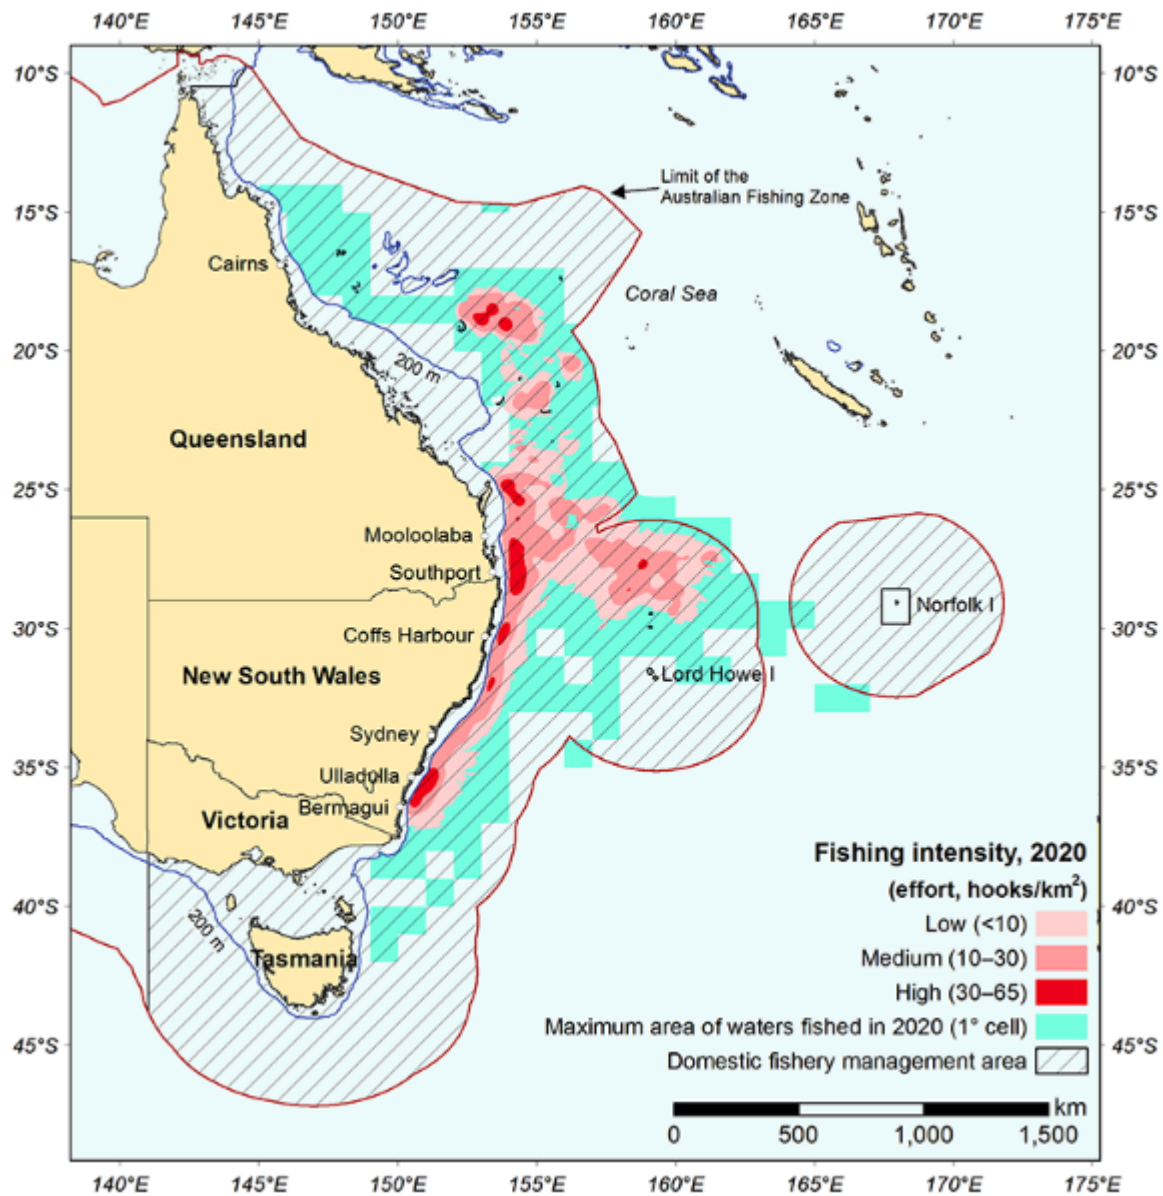 140°E 145°E 150°E 155°E 160°E 165°E 170°E 175°E
10°S 10°S
Limit of the
Australian Fishing Zone
15°S 15°S
Cairns
Coral Sea
20°S 20°S
200 m
Queensland
25°S 25°S
Mooloolaba
Southport
Norfolk I
30°S 30°S
Coffs Harbour
New South Wales
Lord Howe I
Sydney
35°S 35°S
Ulladolla
Bermagui
Victoria
Fishing intensity, 2020
(effort, hooks/km²)
40°S 40°S
Low (<10)
200 m
Tasmania
Medium (10–30)
High (30–65)
Maximum area of waters fished in 2020 (1° cell)
45°S 45°S
Domestic fishery management area
km
0 500 1,000 1,500
140°E 145°E 150°E 155°E 160°E 165°E 170°E 175°E